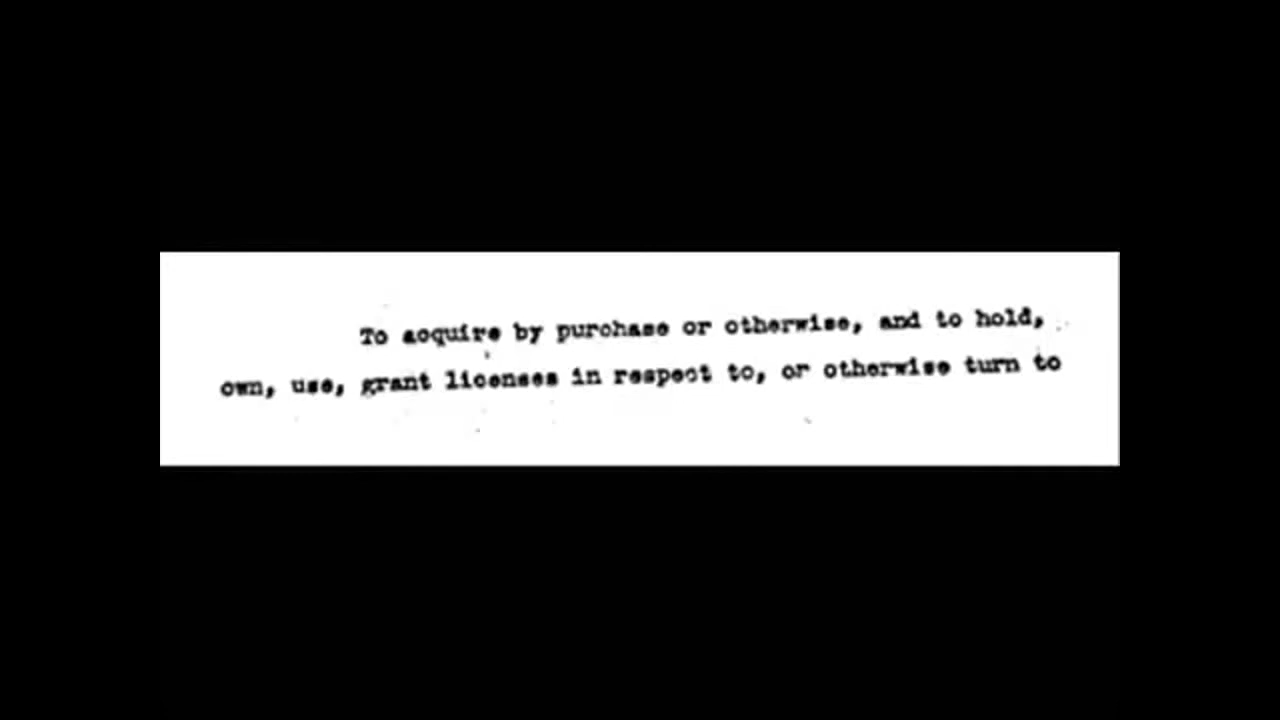 To acquire by purchase or otherwise, and to hold,
own, use, grant licenses in respect to, or otherwise turn to